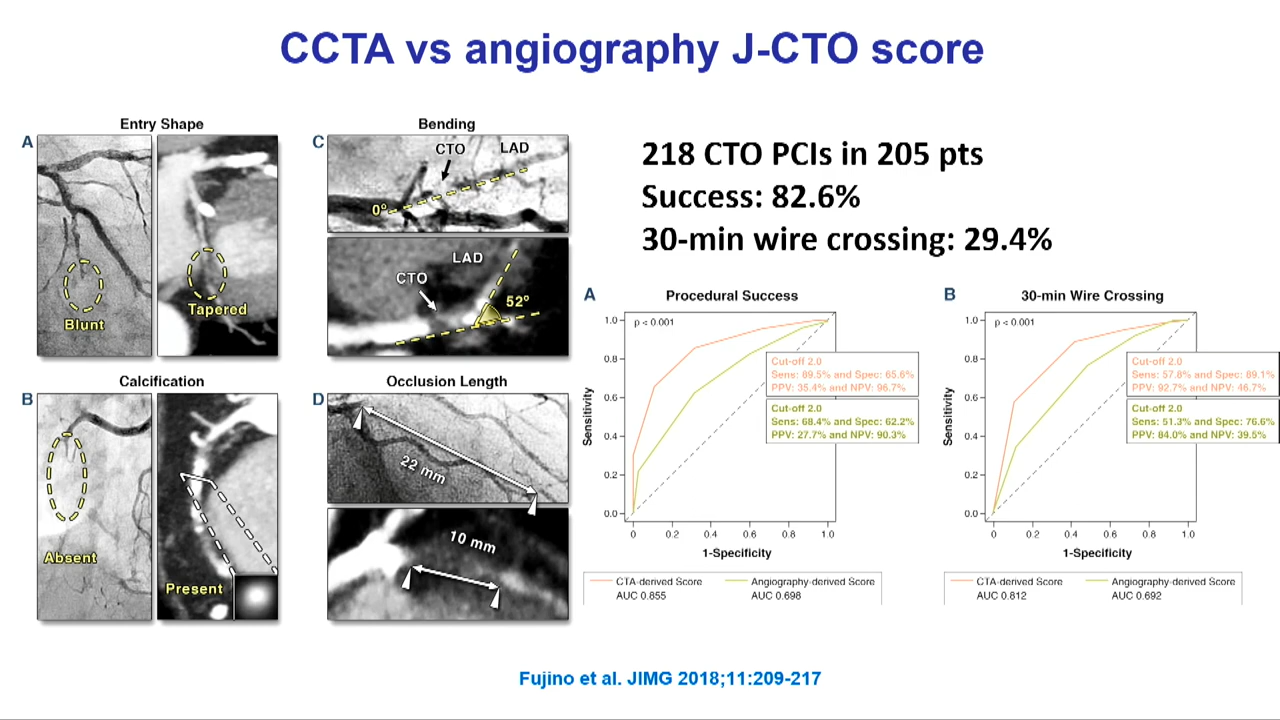 CCTA vs angiography J-CTO score
Entry Shape
A
Blunt
Tapered
Bending
C
CTO
LAD
0º
LAD
CTO
52º
Calcification
B
Absent
Present
Occlusion Length
D
22 mm
10 mm
218 CTO PCIs in 205 pts
Success: 82.6%
30-min wire crossing: 29.4%
A
Procedural Success
p < 0.001
Sensitivity
1.0
0.8
0.6
0.4
0.2
0.0
0
0.2
0.4
0.6
0.8
1.0
1-Specificity
Cut-off 2.0
Sens: 89.5% and Spec: 65.6%
PPV: 35.4% and NPV: 96.7%
Cut-off 2.0
Sens: 68.4% and Spec: 62.2%
PPV: 27.7% and NPV: 90.3%
CTA-derived Score
AUC 0.855
Angiography-derived Score
AUC 0.698
B
30-min Wire Crossing
p < 0.001
Sensitivity
1.0
0.8
0.6
0.4
0.2
0.0
0
0.2
0.4
0.6
0.8
1.0
1-Specificity
Cut-off 2.0
Sens: 57.8% and Spec: 89.1%
PPV: 92.7% and NPV: 46.7%
Cut-off 2.0
Sens: 51.3% and Spec: 76.6%
PPV: 84.0% and NPV: 39.5%
CTA-derived Score
AUC 0.812
Angiography-derived Score
AUC 0.692
Fujino et al. JIMG 2018;11:209-217